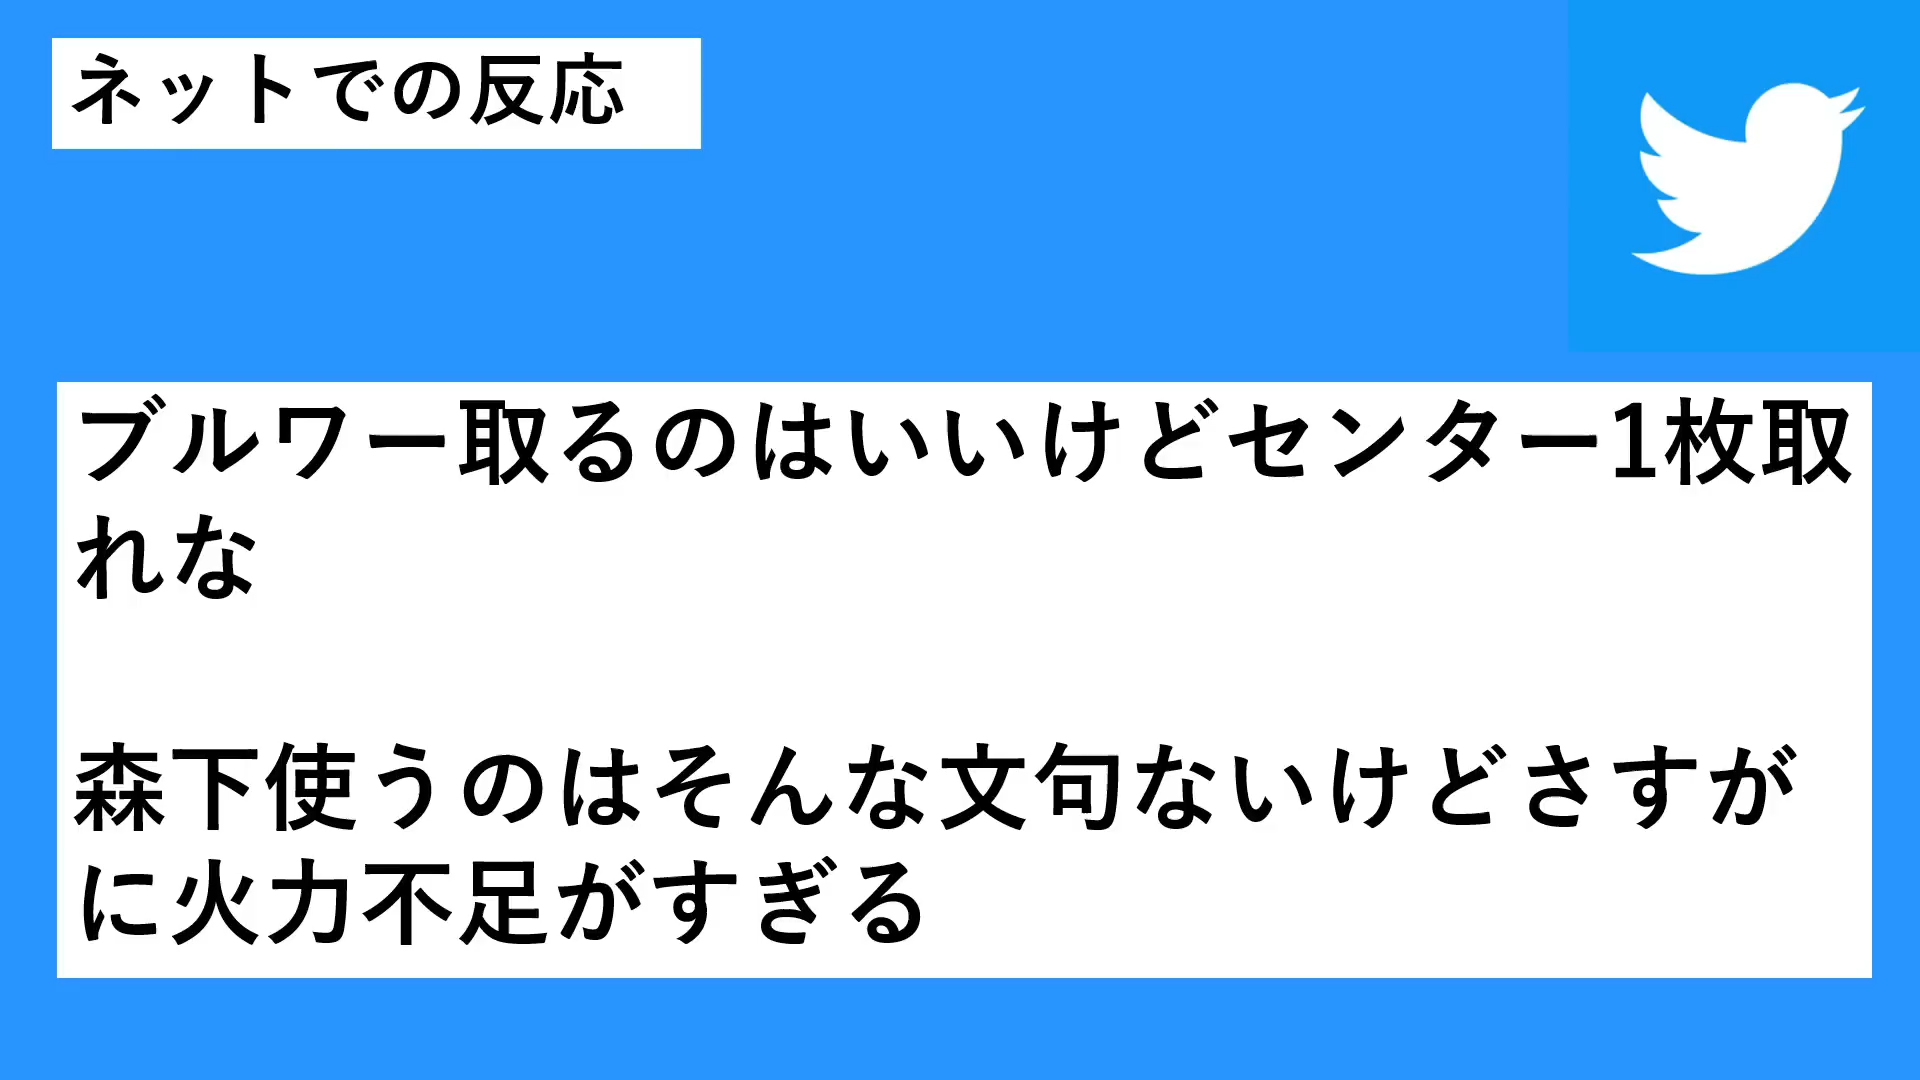 ネットでの反応
ブルワー取るのはいいけどセンター1枚取
れな
森下使うのはそんな文句ないけどさすが
に火力不足がすぎる